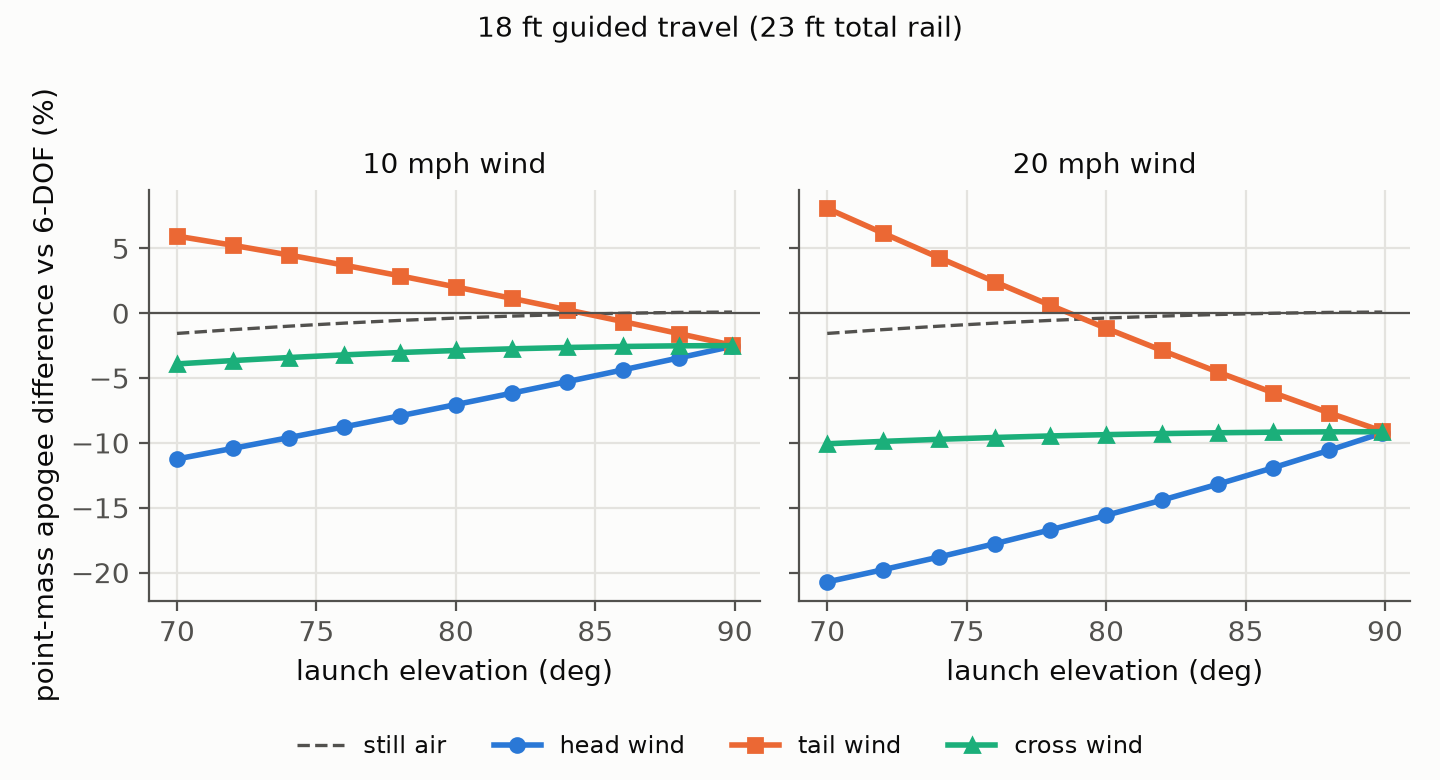 18 ft guided travel (23 ft total rail)
point-mass apogee difference vs 6-DOF (%)
10 mph wind
20 mph wind
5
0
−5
−10
−15
−20
70 75 80 85 90
70 75 80 85 90
launch elevation (deg)
launch elevation (deg)
still air head wind tail wind cross wind